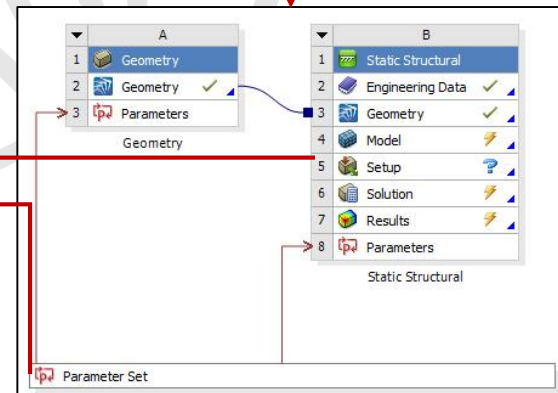 A
1 Geometry
2 Geometry
3 Parameters
Geometry
B
1 Static Structural
2 Engineering Data
3 Geometry
4 Model
5 Setup
6 Solution
7 Results
8 Parameters
Static Structural
Parameter Set